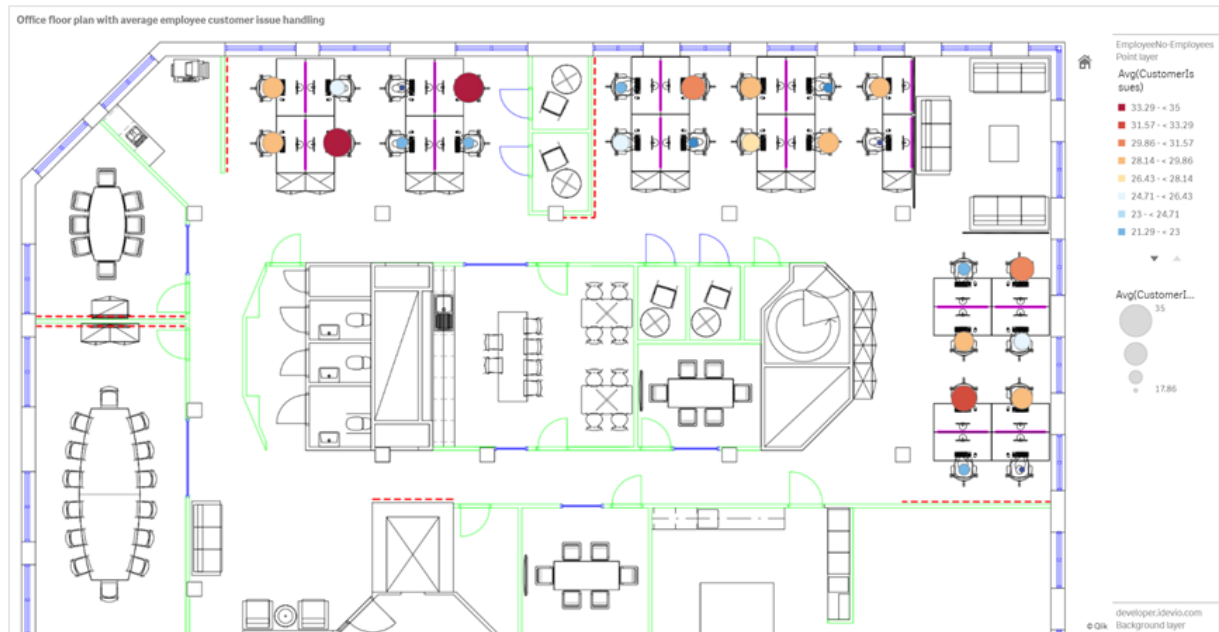 Office floor plan with average employee customer issue handling
EmployeeNo-Employees
Point layer
Avg(CustomerIs
sues)
33.29 - < 35
31.57 - < 33.29
29.86 - < 31.57
28.14 - < 29.86
26.43 - < 28.14
24.71 - < 26.43
23 - < 24.71
21.29 - < 23
Avg(CustomerI...
35
17.86
developer.idevio.com
© Qlik Background layer